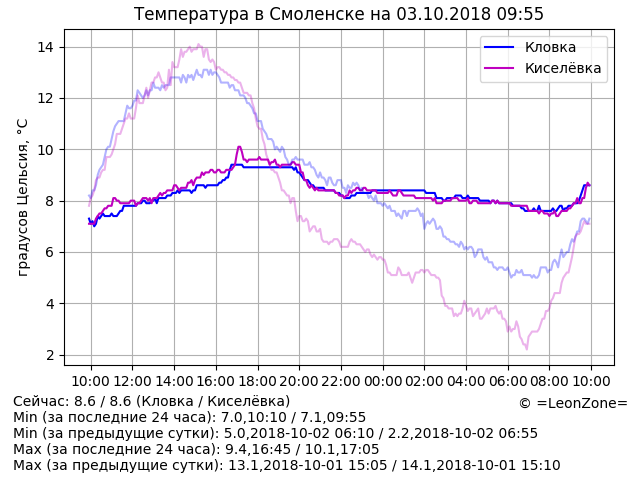 Температура в Смоленске на 03.10.2018 09:55
градусов Цельсия, °C
14
12
10
8
6
4
2
Кловка
Киселёвка
10:00 12:00 14:00 16:00 18:00 20:00 22:00 00:00 02:00 04:00 06:00 08:00 10:00
Сейчас: 8.6 / 8.6 (Кловка / Киселёвка)
© =LeonZone=
Min (за последние 24 часа): 7.0,10:10 / 7.1,09:55
Min (за предыдущие сутки): 5.0,2018-10-02 06:10 / 2.2,2018-10-02 06:55
Max (за последние 24 часа): 9.4,16:45 / 10.1,17:05
Max (за предыдущие сутки): 13.1,2018-10-01 15:05 / 14.1,2018-10-01 15:10